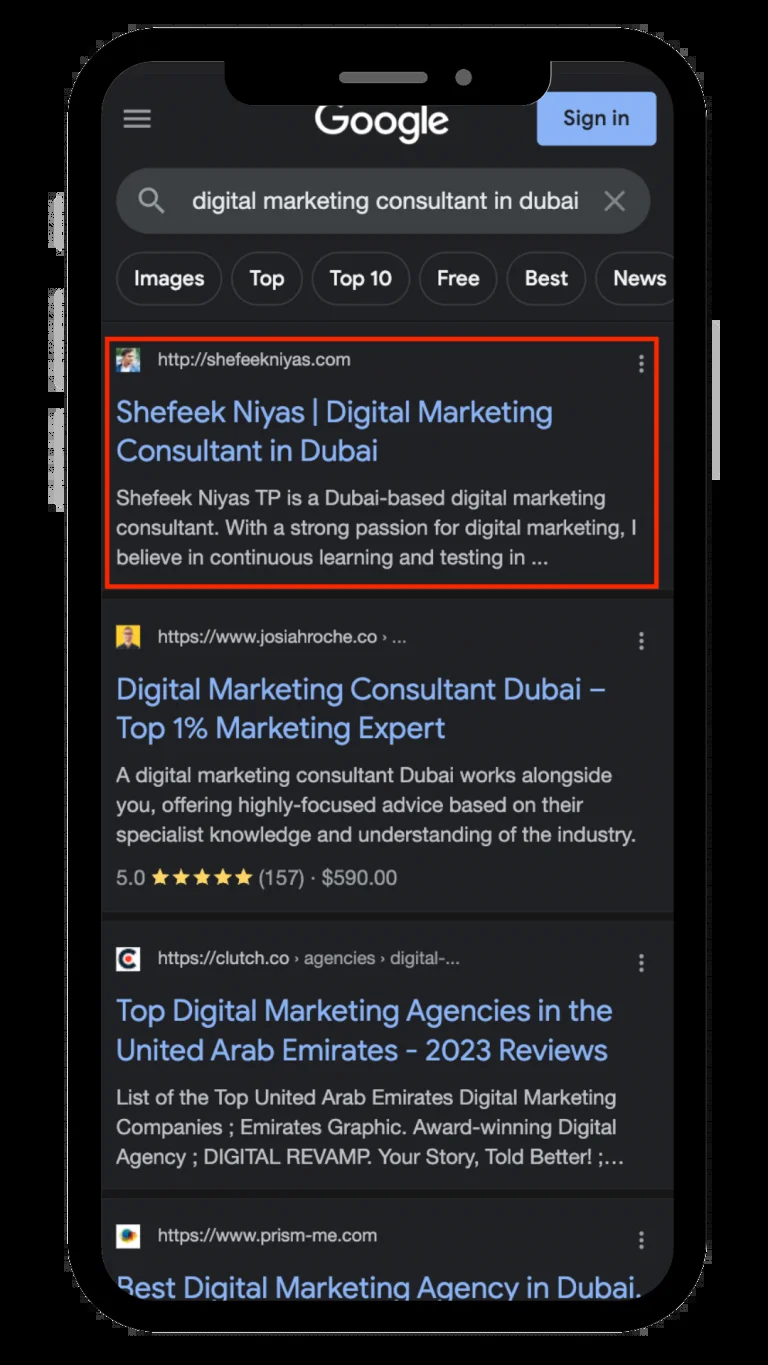 Google
Sign in
digital marketing consultant in dubai
Images
Top
Top 10
Free
Best
News
http://shefeekniyas.com
Shefeek Niyas | Digital Marketing
Consultant in Dubai
Shefeek Niyas TP is a Dubai-based digital marketing
consultant. With a strong passion for digital marketing, I
believe in continuous learning and testing in ...
https://www.josiahroche.co › ...
Digital Marketing Consultant Dubai –
Top 1% Marketing Expert
A digital marketing consultant Dubai works alongside
you, offering highly-focused advice based on their
specialist knowledge and understanding of the industry.
5.0 ★★★★★ (157) · $590.00
https://clutch.co › agencies › digital-...
Top Digital Marketing Agencies in the
United Arab Emirates - 2023 Reviews
List of the Top United Arab Emirates Digital Marketing
Companies ; Emirates Graphic. Award-winning Digital
Agency ; DIGITAL REVAMP. Your Story, Told Better! ;...
https://www.prism-me.com
Best Digital Marketing Agency in Dubai.